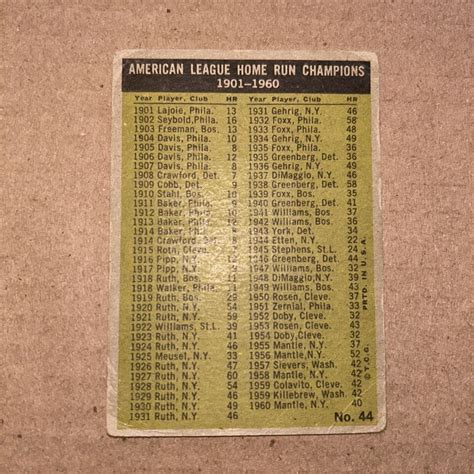 AMERICAN LEAGUE HOME RUN CHAMPIONS
1901—1960
Year Player, Club HR
1901 Lajoie, Phila. 13
1902 Seybold, Phila. 16
1903 Freeman, Bos. 13
1904 Davis, Phila. 10
1905 Davis, Phila. 8
1906 Davis, Phila. 12
1907 Davis, Phila. 8
1908 Crawford, Det. 7
1909 Cobb, Det. 9
1910 Stahl, Bos. 10
1911 Baker, Phila. 9
1912 Baker, Phila. 10
1913 Baker, Phila. 12
1914 Baker, Phila. 8
1914 Crawford, Det. 8
1915 Roth, Cleve. 7
1916 Pipp, N.Y. 12
1917 Pipp, N.Y. 9
1918 Ruth, Bos. 11
1918 Walker, Phila. 11
1919 Ruth, Bos. 29
1920 Ruth, N.Y. 54
1921 Ruth, N.Y. 59
1922 Williams, St.L. 39
1923 Ruth, N.Y. 41
1924 Ruth, N.Y. 46
1925 Meusel, N.Y. 33
1926 Ruth, N.Y. 47
1927 Ruth, N.Y. 60
1928 Ruth, N.Y. 54
1929 Ruth, N.Y. 46
1930 Ruth, N.Y. 49
1931 Ruth, N.Y. 46
Year Player, Club HR
1931 Gehrig, N.Y. 46
1932 Foxx, Phila. 58
1933 Foxx, Phila. 48
1934 Gehrig, N.Y. 49
1935 Foxx, Phila. 36
1935 Greenberg, Det. 36
1936 Gehrig, N.Y. 49
1937 DiMaggio, N.Y. 46
1938 Greenberg, Det. 58
1939 Foxx, Bos. 35
1940 Greenberg, Det. 41
1941 Williams, Bos. 37
1942 Williams, Bos. 36
1943 York, Det. 34
1944 Etten, N.Y. 22
1945 Stephens, St.L. 24
1946 Greenberg, Det. 44
1947 Williams, Bos. 32
1948 DiMaggio, N.Y. 39
1949 Williams, Bos. 43
1950 Rosen, Cleve. 37
1951 Zernial, Phila. 33
1952 Doby, Cleve. 32
1953 Rosen, Cleve. 43
1954 Doby, Cleve. 32
1955 Mantle, N.Y. 37
1956 Mantle, N.Y. 52
1957 Sievers, Wash. 42
1958 Mantle, N.Y. 42
1959 Colavito, Cleve. 42
1959 Killebrew, Wash. 42
1960 Mantle, N.Y. 40
© T.C.G. PRTD. IN U.S.A.
No. 44